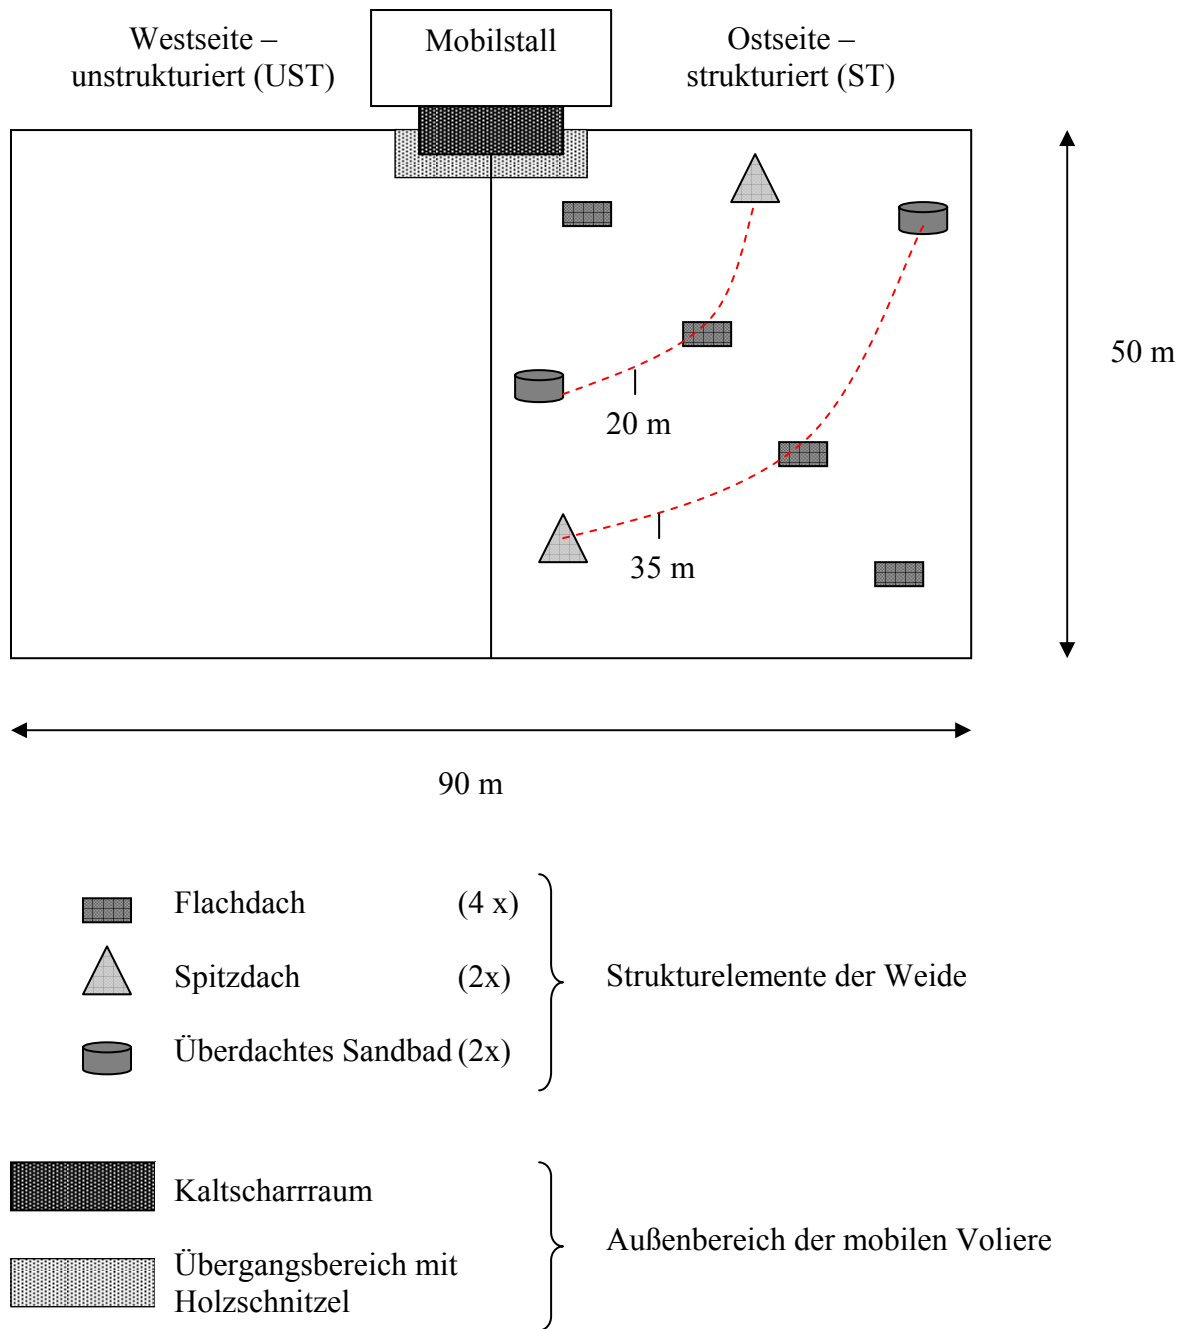 Westseite –
unstrukturiert (UST)
Mobilstall
Ostseite –
strukturiert (ST)
50 m
20 m
35 m
90 m
Flachdach (4 x)
Spitzdach (2x)
Überdachtes Sandbad (2x)
Strukturelemente der Weide
Kaltscharrraum
Übergangsbereich mit
Holzschnitzel
Außenbereich der mobilen Voliere